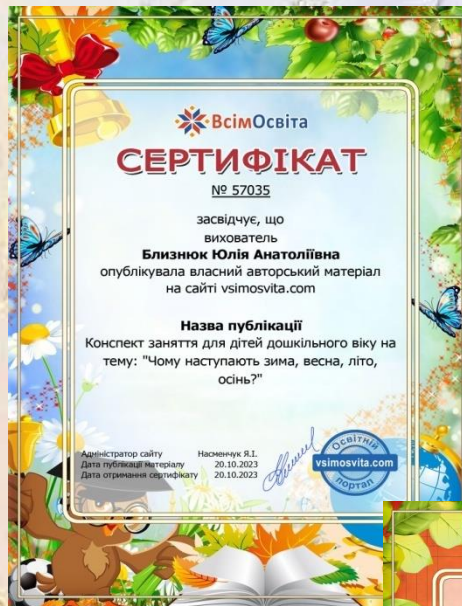 ВсімОсвіта
СЕРТИФІКАТ
№ 57035
засвідчує, що
вихователь
Близнюк Юлія Анатоліївна
опублікувала власний авторський матеріал
на сайті vsimosvita.com
Назва публікації
Конспект заняття для дітей дошкільного віку на
тему: "Чому наступають зима, весна, літо,
осінь?"
Адміністратор сайту Насменчук Я.І.
Дата публікації матеріалу 20.10.2023
Дата отримання сертифікату 20.10.2023
Освітній
vsimosvita.com
портал